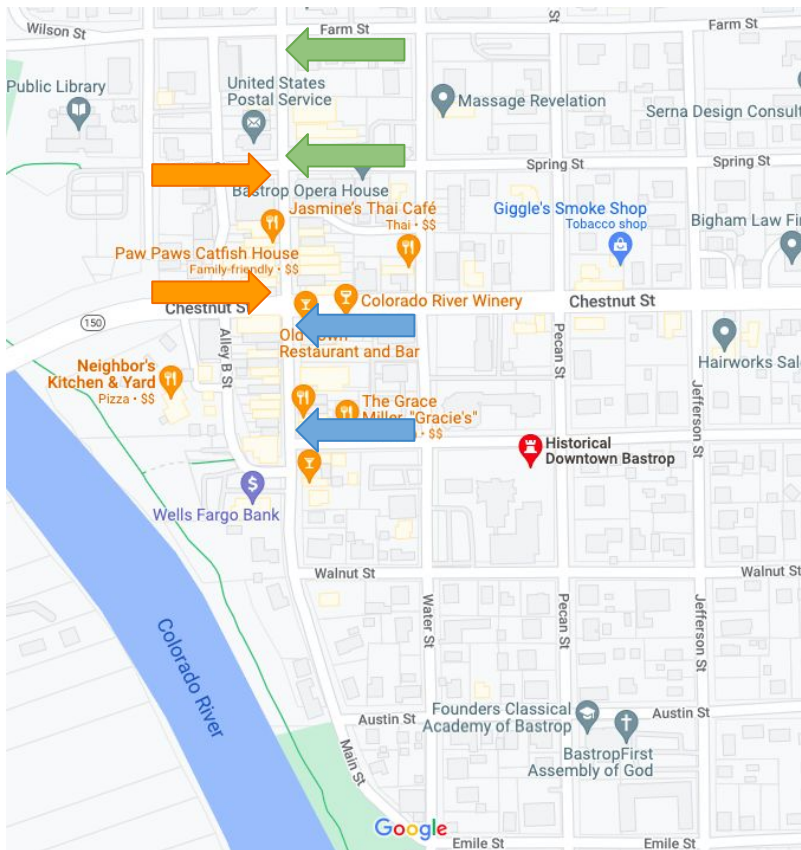 Wilson St
Farm St
Farm St
St
Public Library
United States
Postal Service
Massage Revelation
Serna Design Consult
Spring St
Spring St
Bastrop Opera House
Jasmine's Thai Café
Thai • $$
Giggle's Smoke Shop
Tobacco shop
Bigham Law Fir
Paw Paws Catfish House
Family-friendly • $$
Colorado River Winery
Chestnut St
Chestnut St
150
Old Town
Restaurant and Bar
Alley B St
Pecan St
Hairworks Sal
Neighbor's
Kitchen & Yard
Pizza • $$
The Grace
Miller, "Gracie's"
$$
Jefferson St
Historical
Downtown Bastrop
Wells Fargo Bank
Walnut St
Walnut St
Water St
Pecan St
Jefferson St
Colorado River
Founders Classical
Academy of Bastrop
Austin St
Austin St
Main St
BastropFirst
Assembly of God
Google
Emile St
Emile St